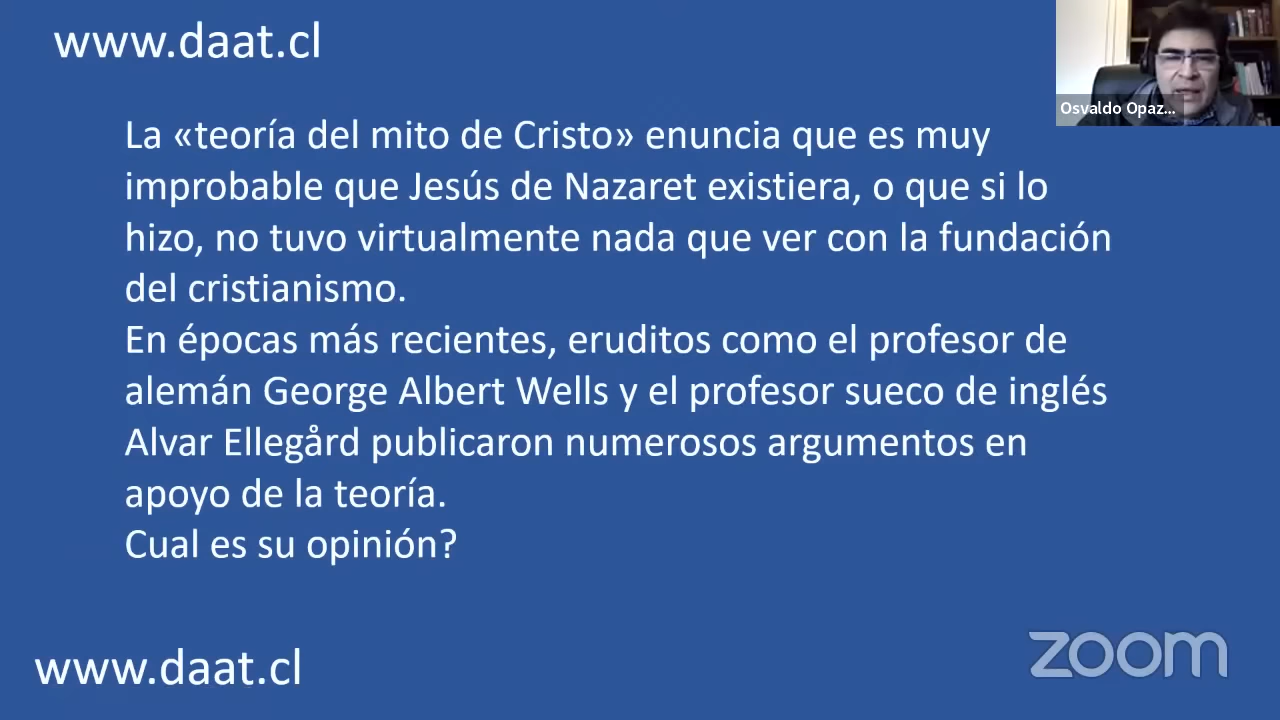 www.daat.cl
Osvaldo Opaz...
La «teoría del mito de Cristo» enuncia que es muy
improbable que Jesús de Nazaret existiera, o que si lo
hizo, no tuvo virtualmente nada que ver con la fundación
del cristianismo.
En épocas más recientes, eruditos como el profesor de
alemán George Albert Wells y el profesor sueco de inglés
Alvar Ellegård publicaron numerosos argumentos en
apoyo de la teoría.
Cual es su opinión?
www.daat.cl
zoom